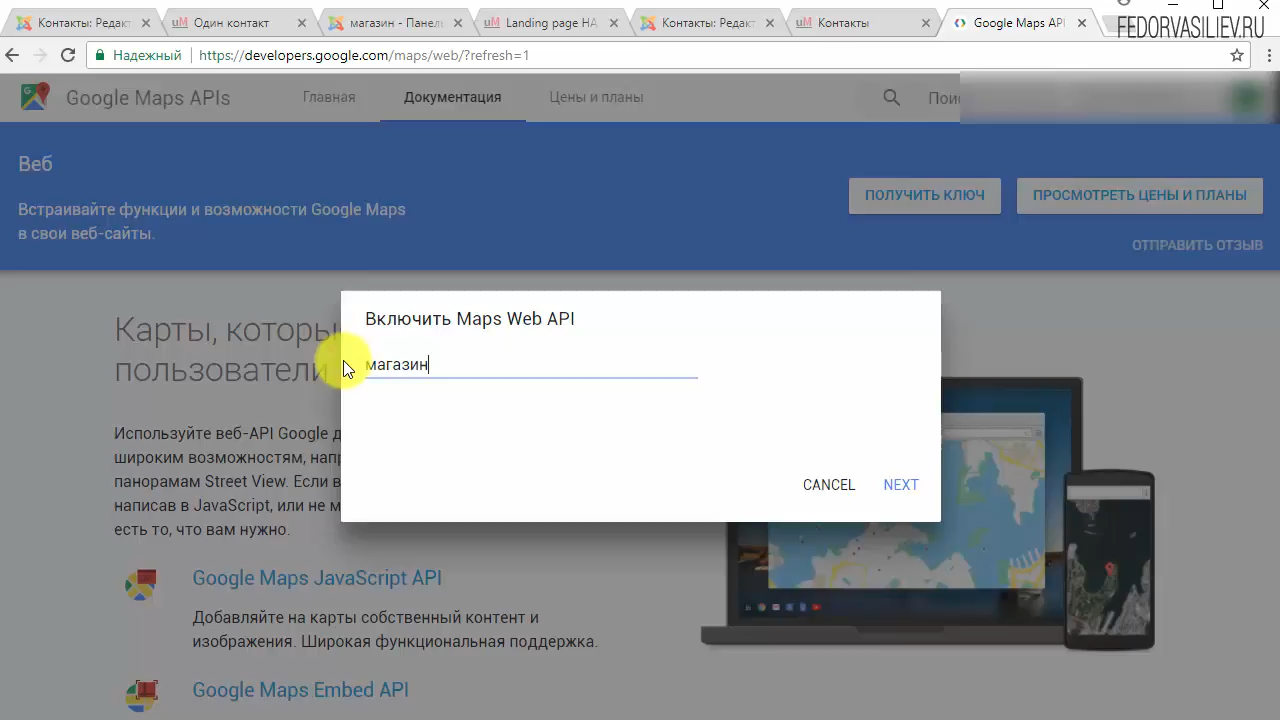 Контакты: Редакт
Один контакт
магазин - Панель
Landing page НА
Контакты: Редакт
Контакты
Google Maps API
FEDORVASILIEV.RU
Надежный
https://developers.google.com/maps/web/?refresh=1
Google Maps APIs
Главная
Документация
Цены и планы
Веб
Встраивайте функции и возможности Google Maps
в свои веб-сайты.
ПОЛУЧИТЬ КЛЮЧ
ПРОСМОТРЕТЬ ЦЕНЫ И ПЛАНЫ
ОТПРАВИТЬ ОТЗЫВ
Включить Maps Web API
магазин
CANCEL
NEXT
Карты, которы
пользователи
Используйте веб-API Google д
широким возможностям, нап
панорамам Street View. Если в
написав в JavaScript, или не м
есть то, что вам нужно.
Google Maps JavaScript API
Добавляйте на карты собственный контент и
изображения. Широкая функциональная поддержка.
Google Maps Embed API